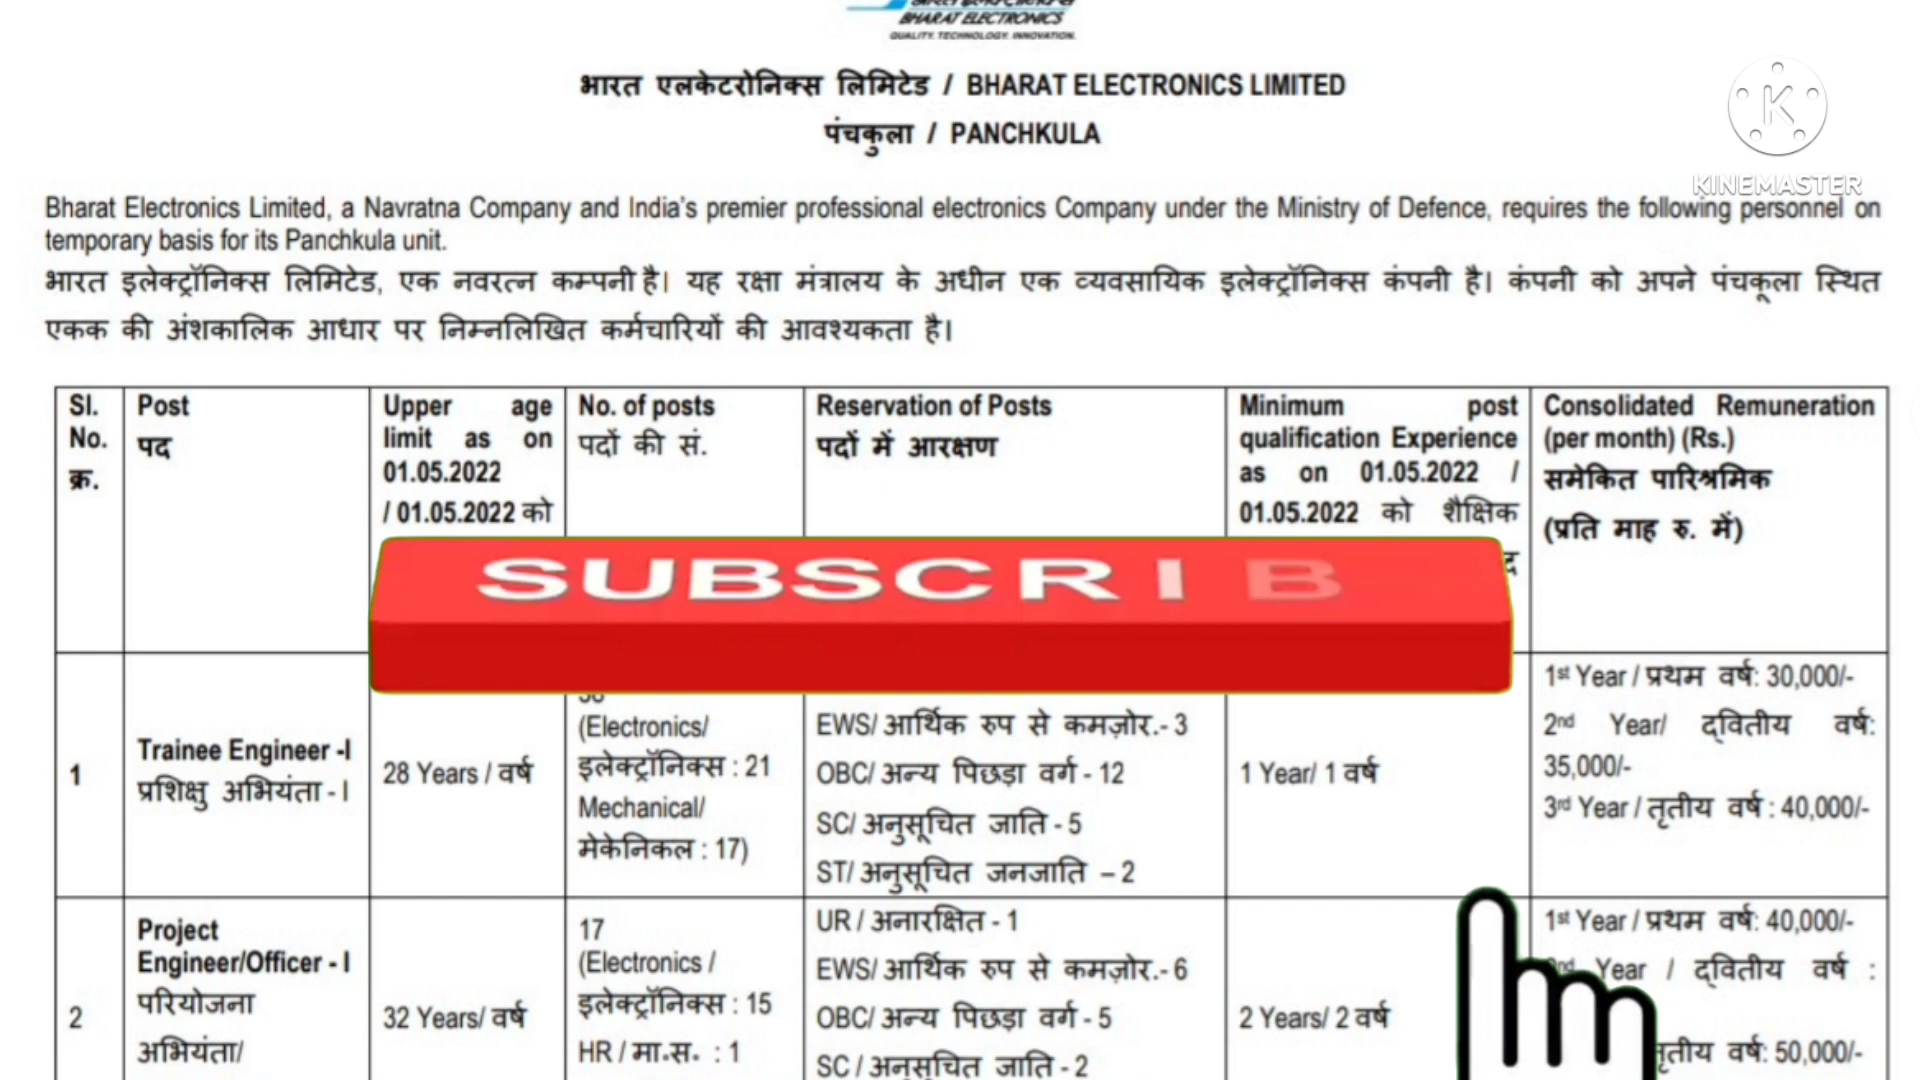 BHARAT ELECTRONICS
QUALITY. TECHNOLOGY. INNOVATION.
भारत एलकेटरोनिक्स लिमिटेड / BHARAT ELECTRONICS LIMITED
पंचकुला / PANCHKULA
KINEMASTER
Bharat Electronics Limited, a Navratna Company and India's premier professional electronics Company under the Ministry of Defence, requires the following personnel on
temporary basis for its Panchkula unit.
भारत इलेक्ट्रॉनिक्स लिमिटेड, एक नवरत्न कम्पनी है। यह रक्षा मंत्रालय के अधीन एक व्यवसायिक इलेक्ट्रॉनिक्स कंपनी है। कंपनी को अपने पंचकूला स्थित
एकक की अंशकालिक आधार पर निम्नलिखित कर्मचारियों की आवश्यकता है।
Sl.
No.
क्र.
Post
पद
Upper age
limit as on
01.05.2022
/ 01.05.2022 को
No. of posts
पदों की सं.
Reservation of Posts
पदों में आरक्षण
Minimum post
qualification Experience
as on 01.05.2022 /
01.05.2022 को शैक्षिक
Consolidated Remuneration
(per month) (Rs.)
समेकित पारिश्रमिक
(प्रति माह रु. में)
SUBSCRIB
1
Trainee Engineer -I
प्रशिक्षु अभियंता - I
28 Years / वर्ष
(Electronics/
इलेक्ट्रॉनिक्स : 21
Mechanical/
मेकेनिकल : 17)
EWS/ आर्थिक रुप से कमज़ोर.- 3
OBC/ अन्य पिछड़ा वर्ग - 12
SC/ अनुसूचित जाति - 5
ST/ अनुसूचित जनजाति – 2
1 Year/ 1 वर्ष
1st Year / प्रथम वर्ष: 30,000/-
2nd Year/ द्वितीय वर्ष:
35,000/-
3rd Year / तृतीय वर्ष : 40,000/-
2
Project
Engineer/Officer - I
परियोजना
अभियंता/
32 Years/ वर्ष
17
(Electronics /
इलेक्ट्रॉनिक्स : 15
HR / मा.स. : 1
UR / अनारक्षित - 1
EWS/ आर्थिक रुप से कमज़ोर.- 6
OBC/ अन्य पिछड़ा वर्ग - 5
SC / अनुसूचित जाति - 2
2 Years/ 2 वर्ष
1st Year / प्रथम वर्ष: 40,000/-
Year / द्वितीय वर्ष :
तृतीय वर्ष: 50,000/-